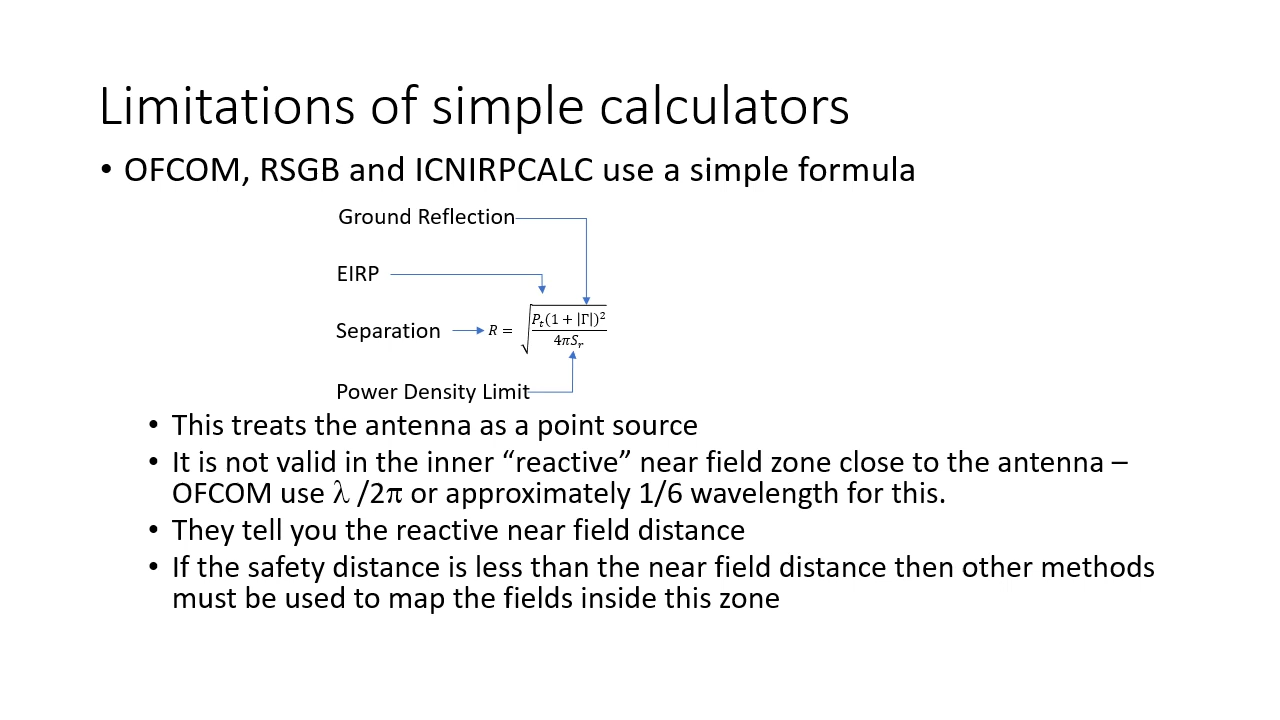 Limitations of simple calculators
• OFCOM, RSGB and ICNIRPCALC use a simple formula
Ground Reflection
EIRP
Separation
R = √(Pₜ(1 + |Γ|)² / 4πSᵣ)
Power Density Limit
• This treats the antenna as a point source
• It is not valid in the inner “reactive” near field zone close to the antenna –
OFCOM use λ /2π or approximately 1/6 wavelength for this.
• They tell you the reactive near field distance
• If the safety distance is less than the near field distance then other methods
must be used to map the fields inside this zone